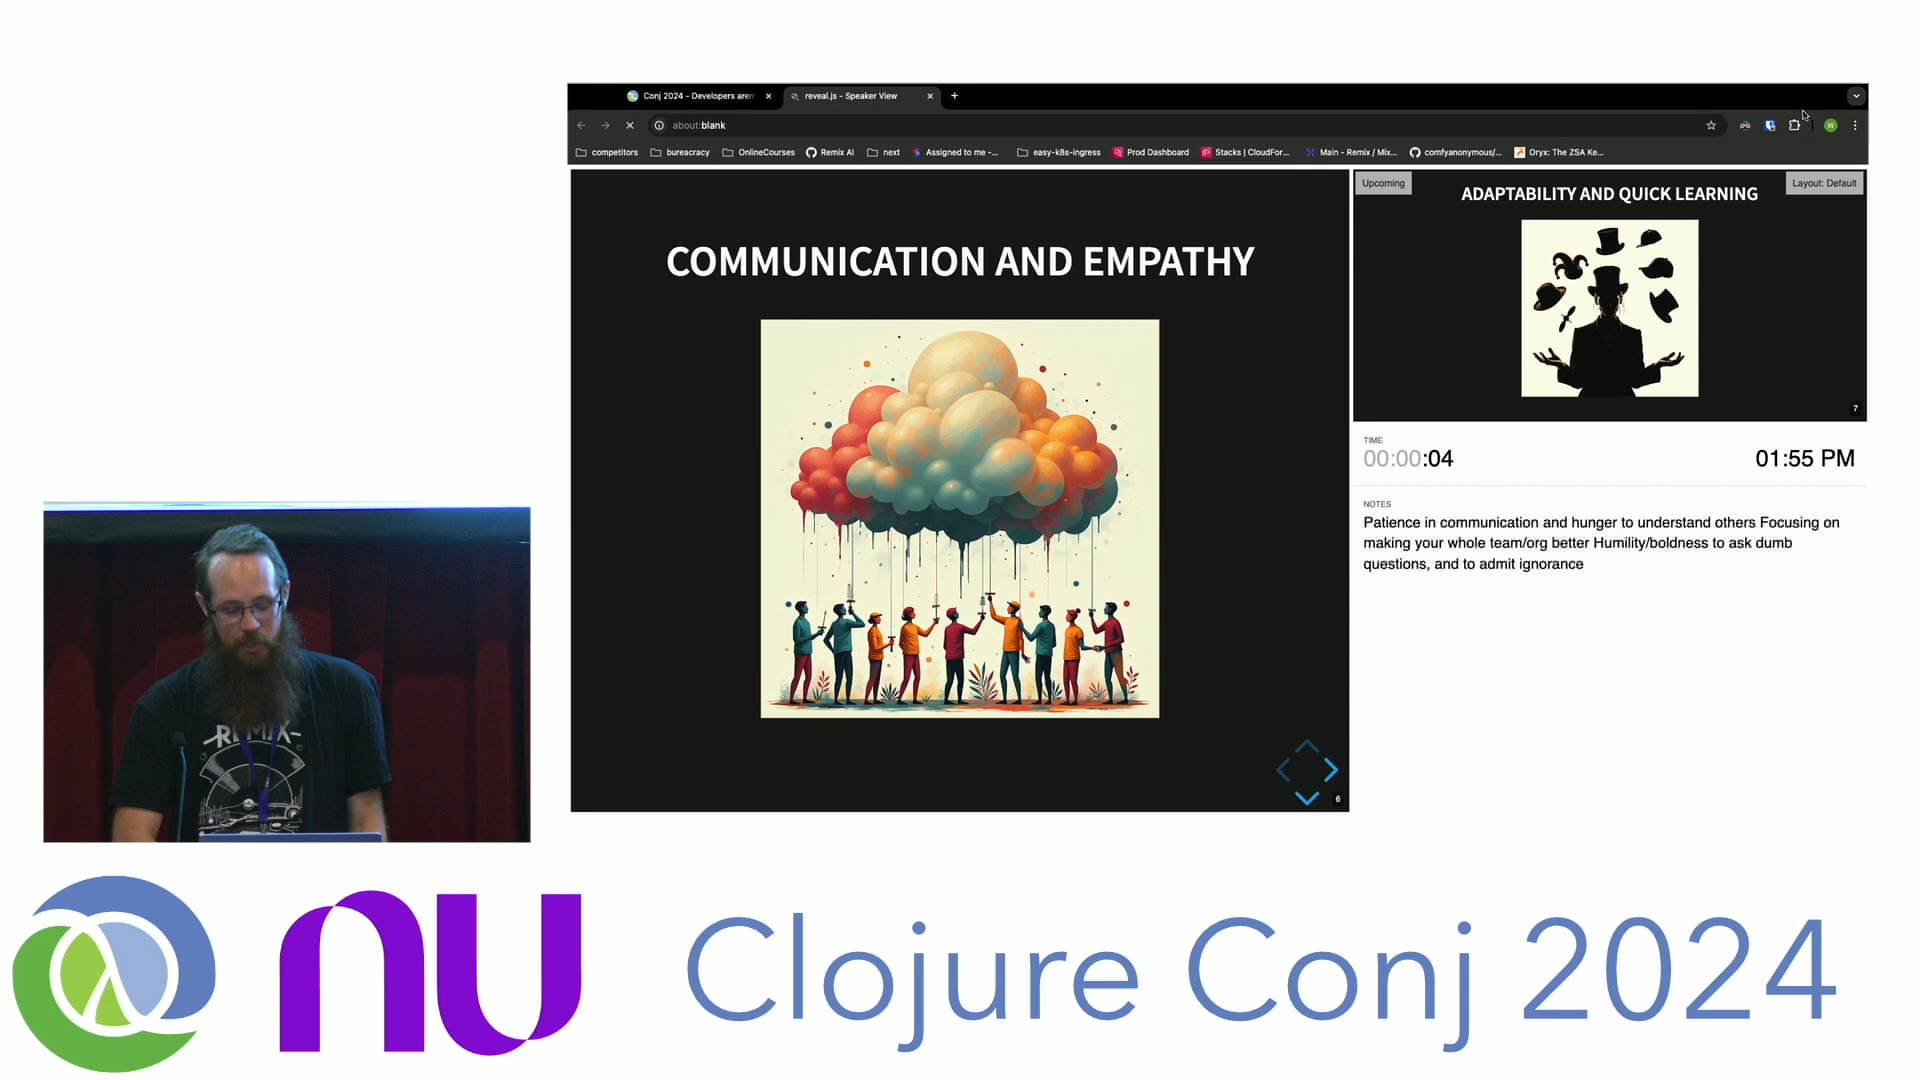 Conj 2024 - Developers aren'
reveal.js - Speaker View
about:blank
competitors
bureacracy
OnlineCourses
Remix AI
next
Assigned to me -...
easy-k8s-ingress
Prod Dashboard
Stacks | CloudFor...
Main - Remix / Mix...
comfyanonymous/...
Oryx: The ZSA Ke...
W
COMMUNICATION AND EMPATHY
6
Upcoming
Layout: Default
ADAPTABILITY AND QUICK LEARNING
7
TIME
00:00:04
01:55 PM
NOTES
Patience in communication and hunger to understand others Focusing on
making your whole team/org better Humility/boldness to ask dumb
questions, and to admit ignorance
REMIX
nu
Clojure Conj 2024